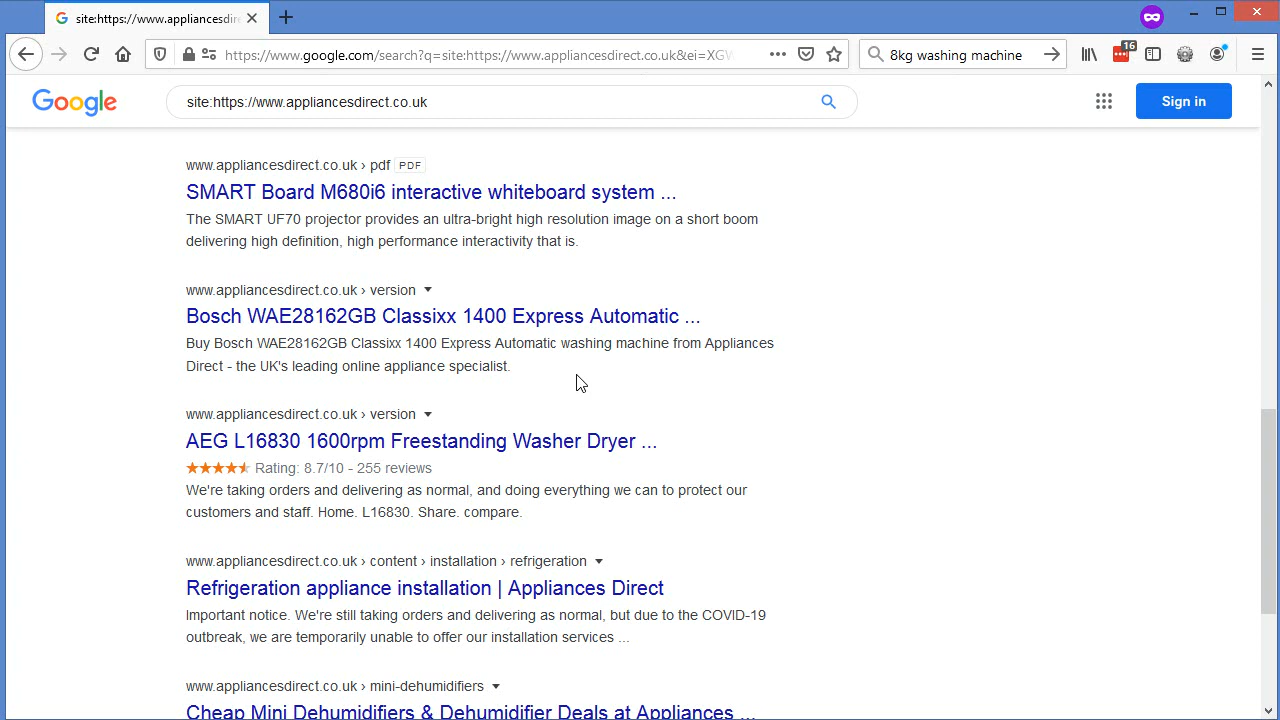 site:https://www.appliancesdire
https://www.google.com/search?q=site:https://www.appliancesdirect.co.uk&ei=XGW
8kg washing machine
16
Google
site:https://www.appliancesdirect.co.uk
Sign in
www.appliancesdirect.co.uk › pdf PDF
SMART Board M680i6 interactive whiteboard system ...
The SMART UF70 projector provides an ultra-bright high resolution image on a short boom
delivering high definition, high performance interactivity that is.
www.appliancesdirect.co.uk › version
Bosch WAE28162GB Classixx 1400 Express Automatic ...
Buy Bosch WAE28162GB Classixx 1400 Express Automatic washing machine from Appliances
Direct - the UK's leading online appliance specialist.
www.appliancesdirect.co.uk › version
AEG L16830 1600rpm Freestanding Washer Dryer ...
Rating: 8.7/10 - 255 reviews
We're taking orders and delivering as normal, and doing everything we can to protect our
customers and staff. Home. L16830. Share. compare.
www.appliancesdirect.co.uk › content › installation › refrigeration
Refrigeration appliance installation | Appliances Direct
Important notice. We're still taking orders and delivering as normal, but due to the COVID-19
outbreak, we are temporarily unable to offer our installation services ...
www.appliancesdirect.co.uk › mini-dehumidifiers
Cheap Mini Dehumidifiers & Dehumidifier Deals at Appliances ...